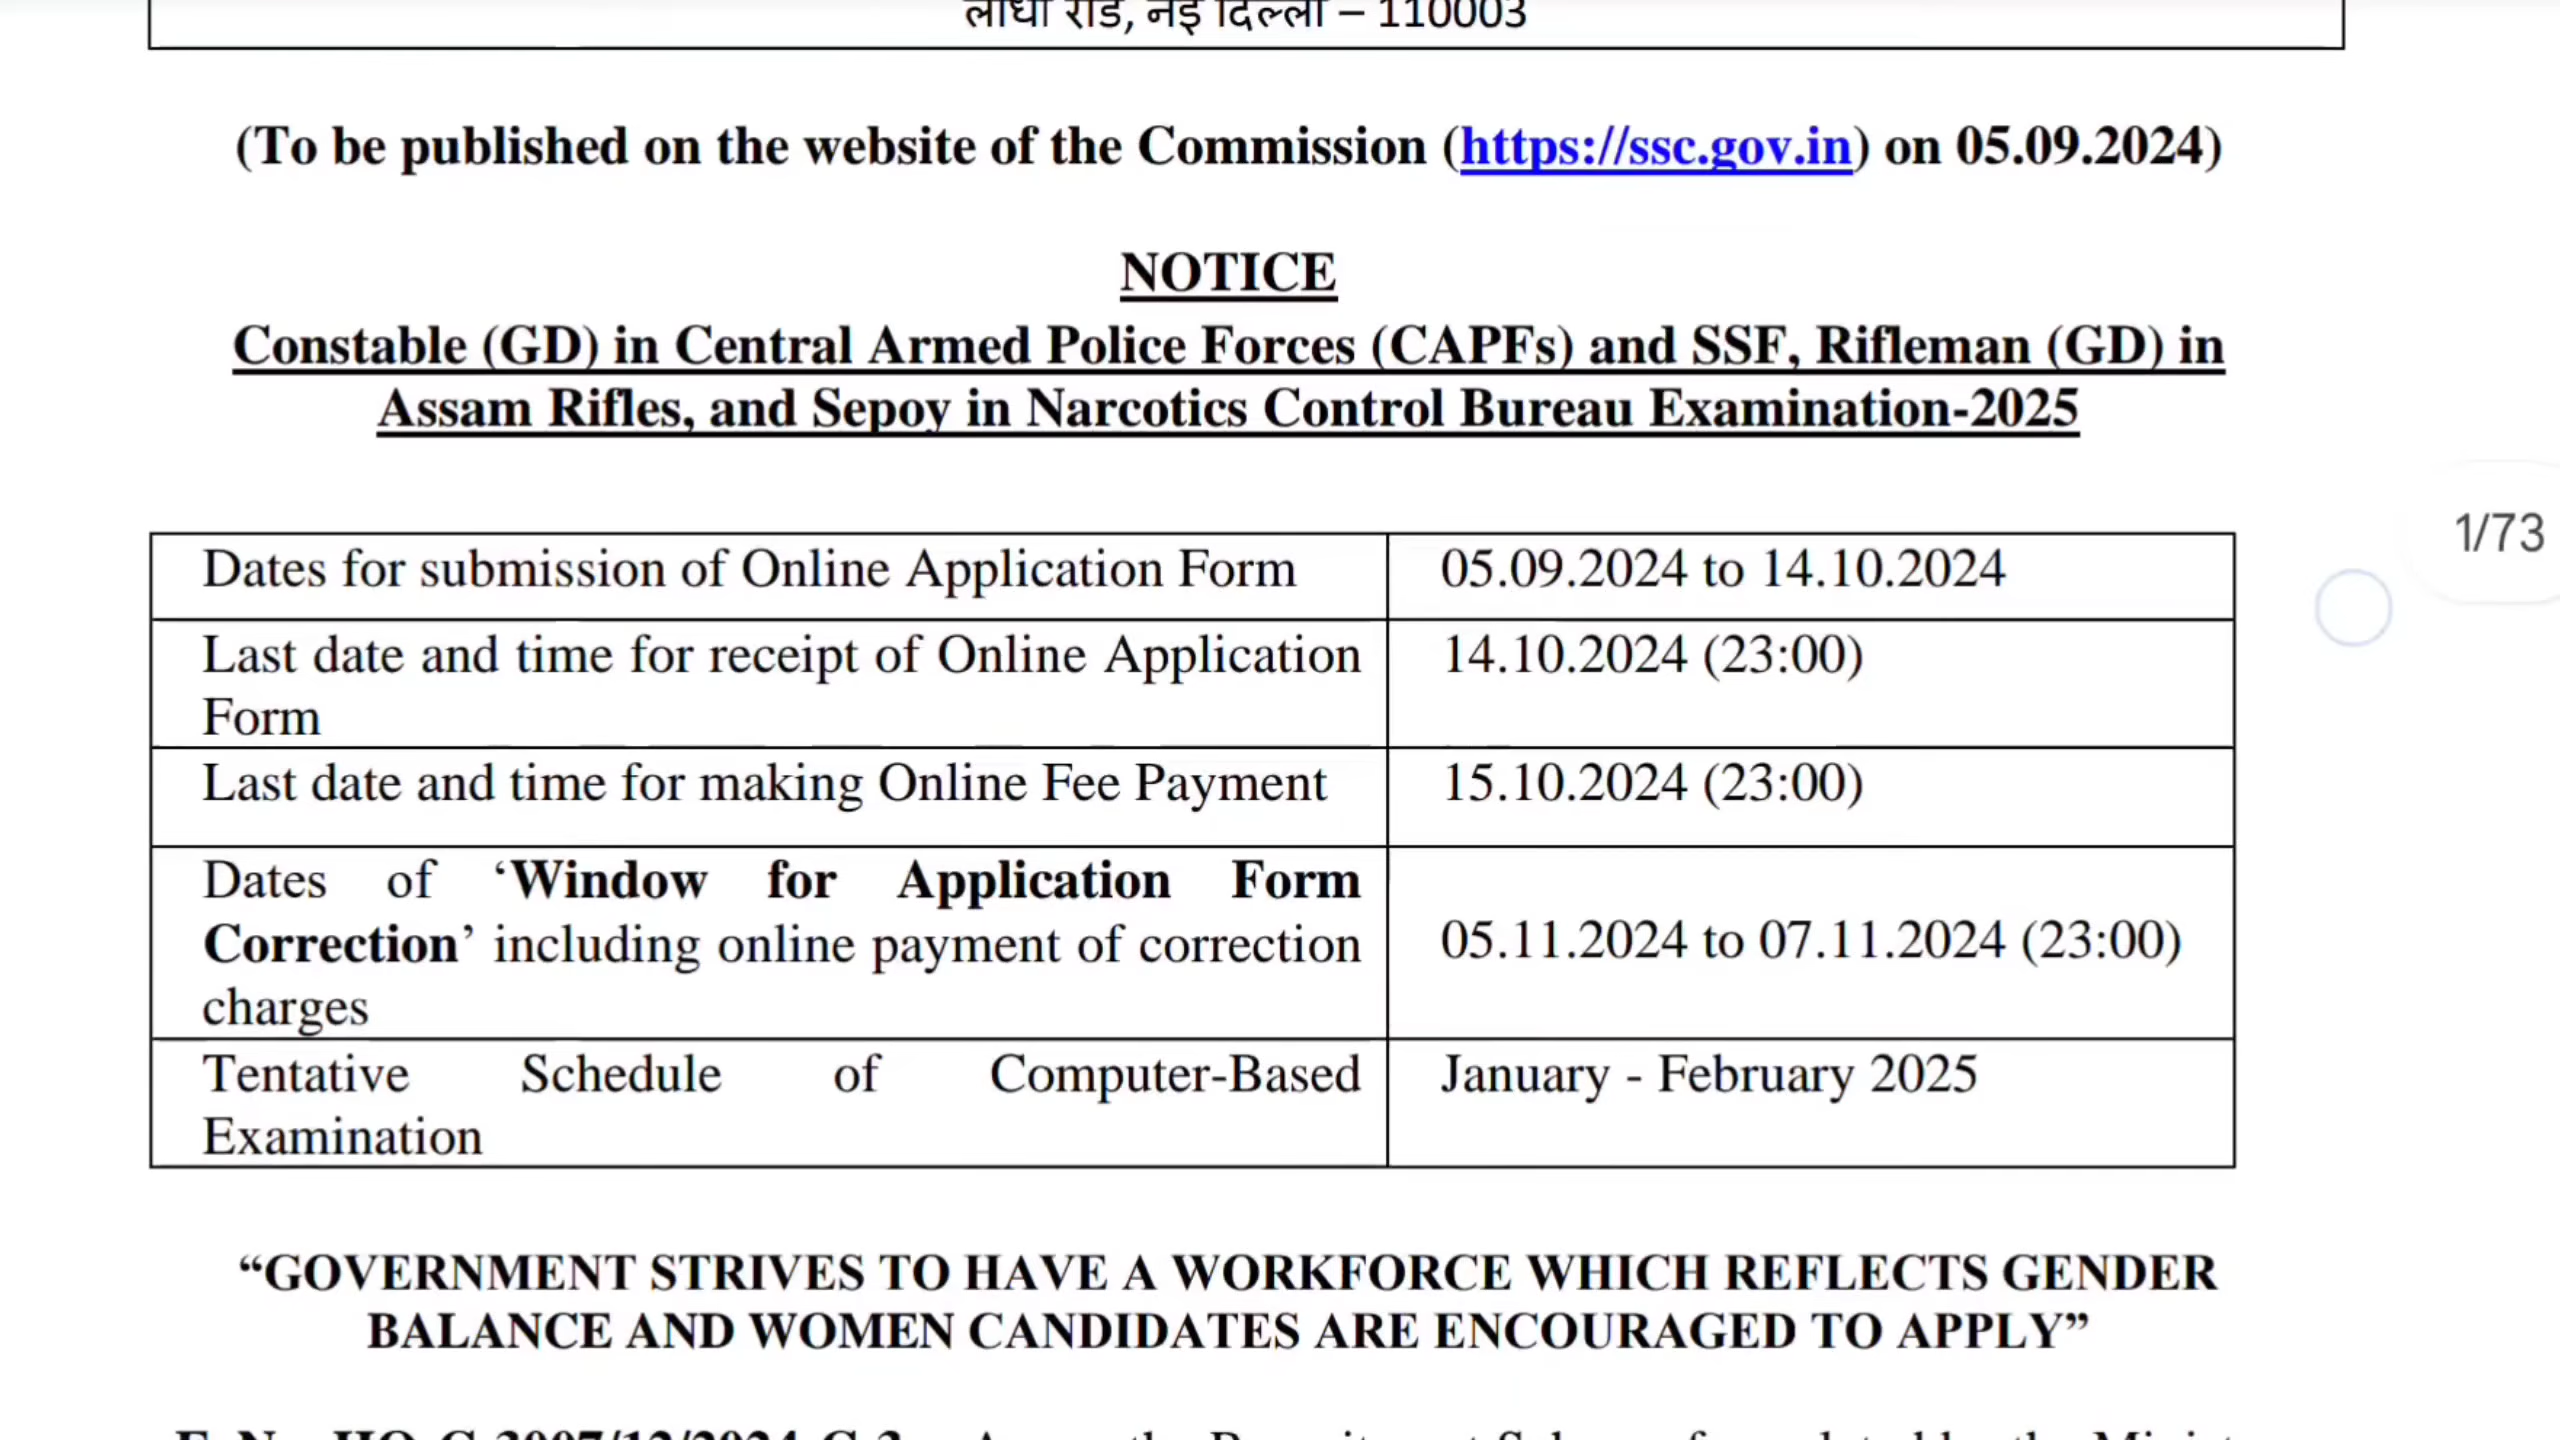 लोधी रोड, नई दिल्ली – 110003
(To be published on the website of the Commission (https://ssc.gov.in) on 05.09.2024)
NOTICE
Constable (GD) in Central Armed Police Forces (CAPFs) and SSF, Rifleman (GD) in
Assam Rifles, and Sepoy in Narcotics Control Bureau Examination-2025
1/73
Dates for submission of Online Application Form 05.09.2024 to 14.10.2024
Last date and time for receipt of Online Application 14.10.2024 (23:00)
Form
Last date and time for making Online Fee Payment 15.10.2024 (23:00)
Dates of ‘Window for Application Form
Correction’ including online payment of correction 05.11.2024 to 07.11.2024 (23:00)
charges
Tentative Schedule of Computer-Based January - February 2025
Examination
“GOVERNMENT STRIVES TO HAVE A WORKFORCE WHICH REFLECTS GENDER
BALANCE AND WOMEN CANDIDATES ARE ENCOURAGED TO APPLY”